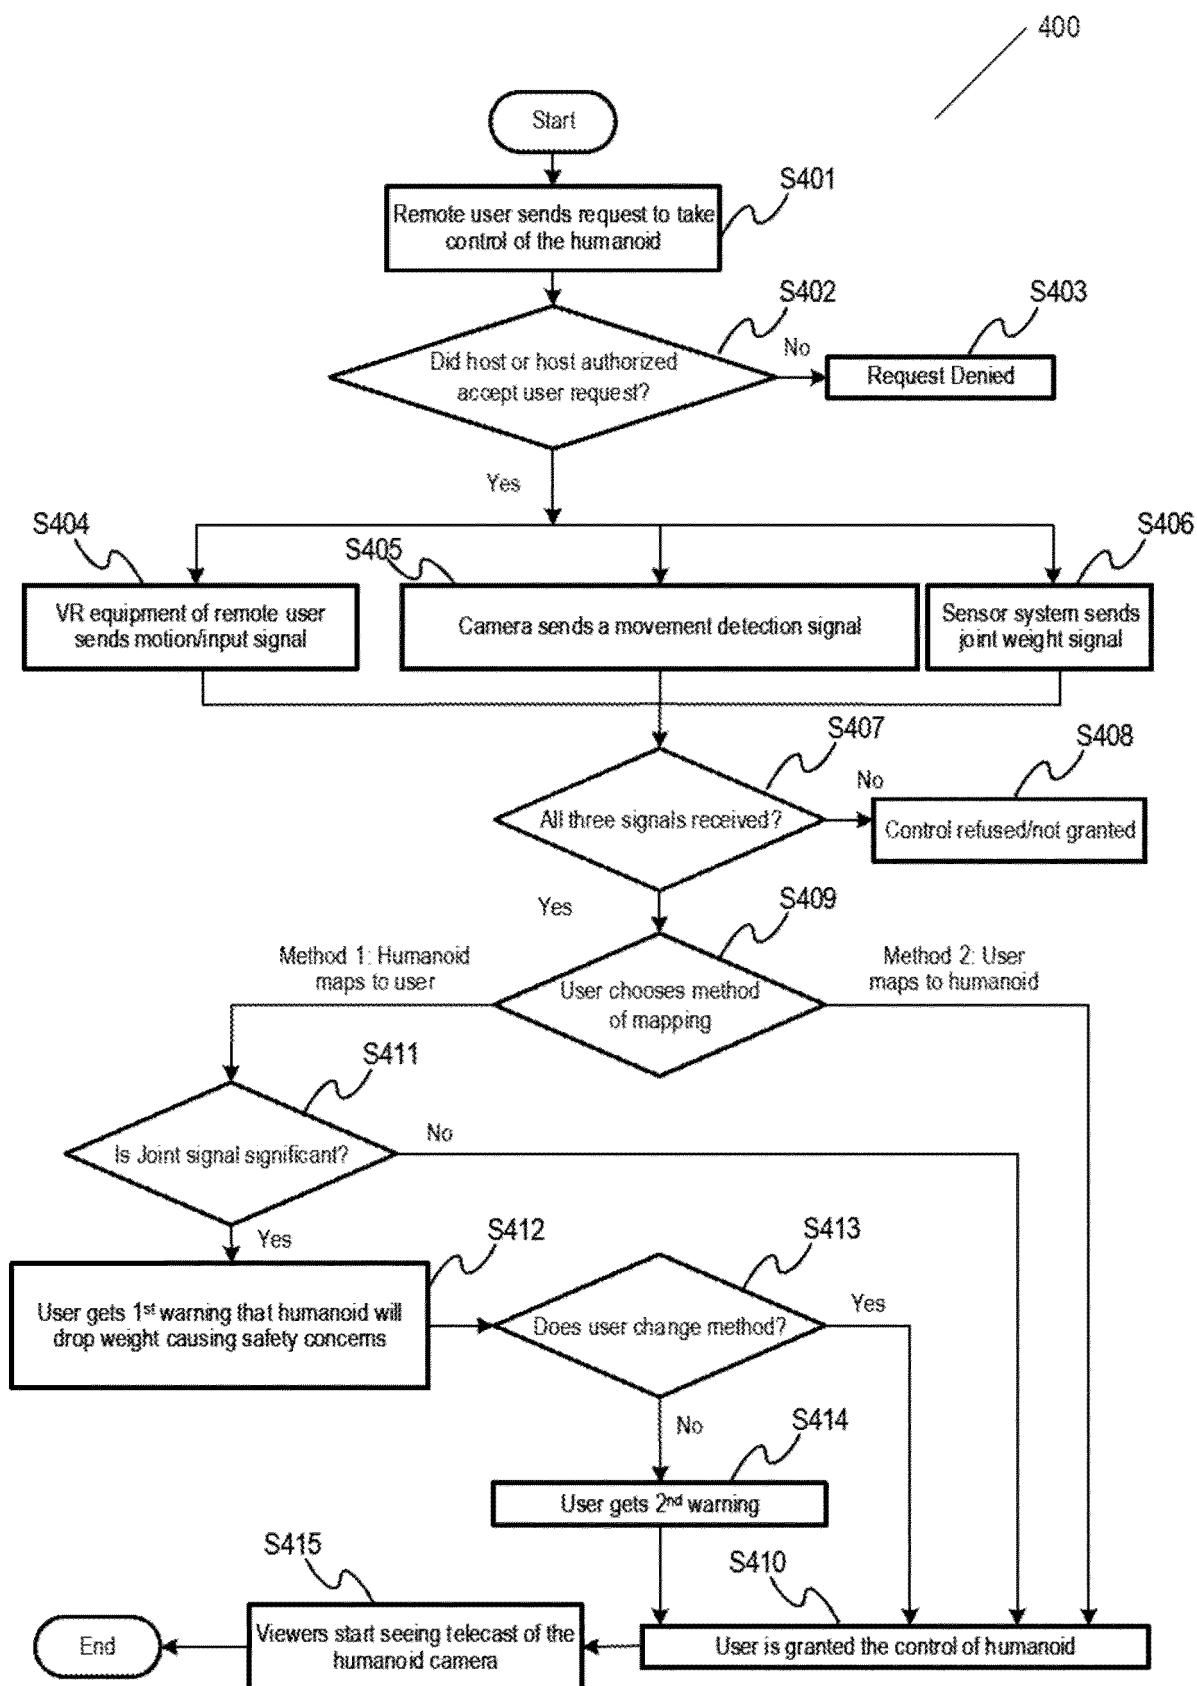 400
Start
S401
Remote user sends request to take
control of the humanoid
S402
S403
Did host or host authorized
accept user request?
No
Request Denied
Yes
S404
S405
S406
VR equipment of remote user
sends motion/input signal
Camera sends a movement detection signal
Sensor system sends
joint weight signal
S407
S408
All three signals received?
No
Control refused/not granted
Yes
S409
Method 1: Humanoid
maps to user
User chooses method
of mapping
Method 2: User
maps to humanoid
S411
Is Joint signal significant?
No
Yes
S412
S413
User gets 1st warning that humanoid will
drop weight causing safety concerns
Does user change method?
Yes
No
S414
User gets 2nd warning
S415
S410
End
Viewers start seeing telecast of the
humanoid camera
User is granted the control of humanoid